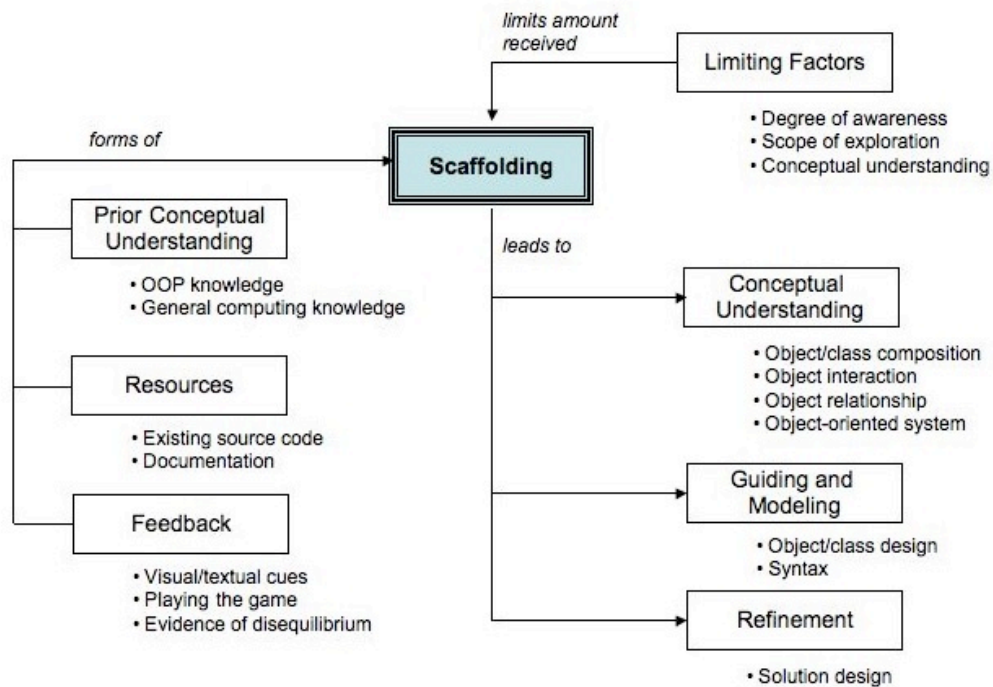 limits amount
received
Limiting Factors
• Degree of awareness
• Scope of exploration
• Conceptual understanding
forms of
Scaffolding
Prior Conceptual
Understanding
• OOP knowledge
• General computing knowledge
Resources
• Existing source code
• Documentation
Feedback
• Visual/textual cues
• Playing the game
• Evidence of disequilibrium
leads to
Conceptual
Understanding
• Object/class composition
• Object interaction
• Object relationship
• Object-oriented system
Guiding and
Modeling
• Object/class design
• Syntax
Refinement
• Solution design